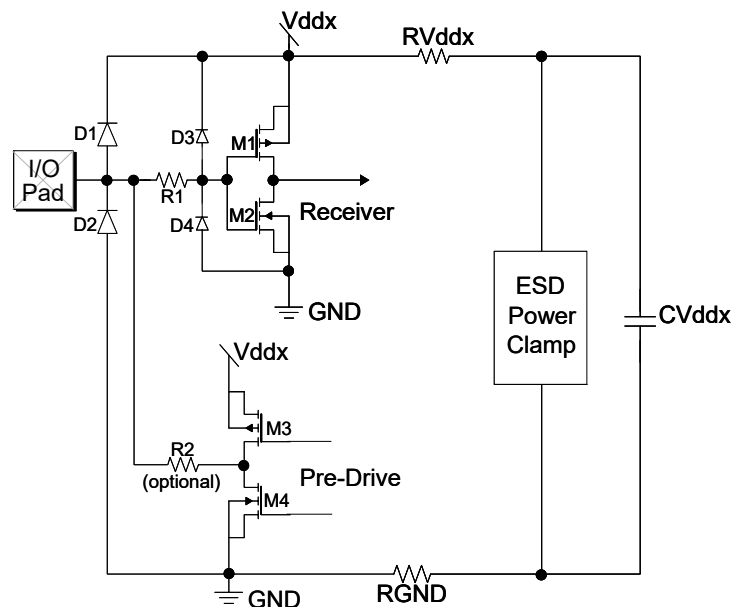 Vddx
RVddx
D1
D3
M1
I/O
Pad
R1
D2
D4
M2
Receiver
GND
ESD
Power
Clamp
CVddx
Vddx
M3
R2
(optional)
Pre-Drive
M4
RGND
GND